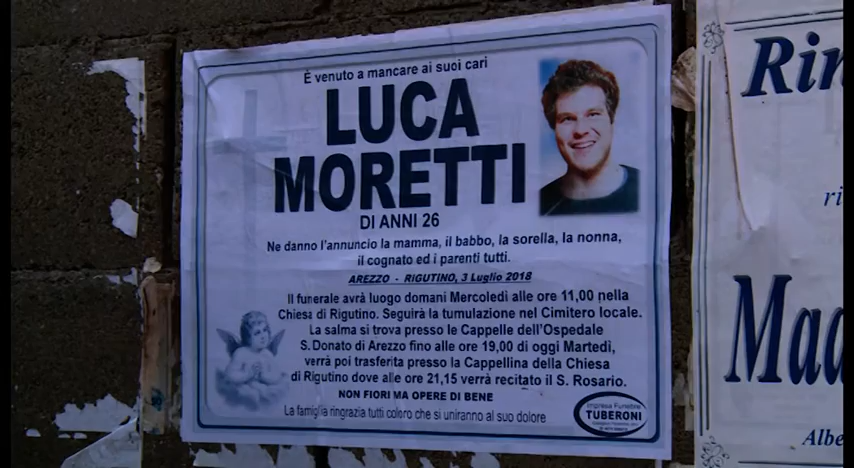 È venuto a mancare ai suoi cari
LUCA
MORETTI
DI ANNI 26
Ne danno l'annuncio la mamma, il babbo, la sorella, la nonna,
il cognato ed i parenti tutti.
AREZZO - RIGUTINO, 3 Luglio 2018
Il funerale avrà luogo domani Mercoledì alle ore 11,00 nella
Chiesa di Rigutino. Seguirà la tumulazione nel Cimitero locale.
La salma si trova presso le Cappelle dell'Ospedale
S. Donato di Arezzo fino alle ore 19,00 di oggi Martedì,
verrà poi trasferita presso la Cappellina della Chiesa
di Rigutino dove alle ore 21,15 verrà recitato il S. Rosario.
NON FIORI MA OPERE DI BENE
La famiglia ringrazia tutti coloro che si uniranno al suo dolore
Impresa Funebre
TUBERONI
Rin
ri
Mad
Albe